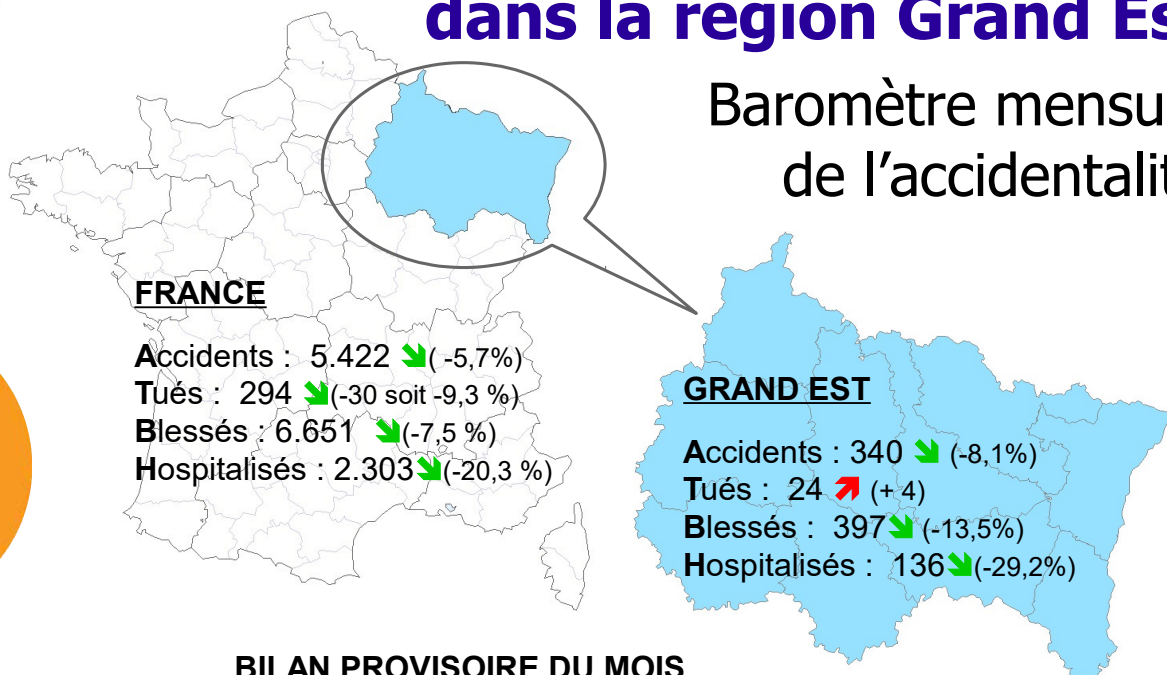 dans la région Grand Es
Baromètre mensu
de l'accidentalit
FRANCE
Accidents : 5.422 (-5,7%)
Tués : 294 (-30 soit -9,3 %)
Blessés : 6.651 (-7,5 %)
Hospitalisés : 2.303 (-20,3 %)
GRAND EST
Accidents : 340 (-8,1%)
Tués : 24 (+ 4)
Blessés : 397 (-13,5%)
Hospitalisés : 136 (-29,2%)
BILAN PROVISOIRE DU MOIS